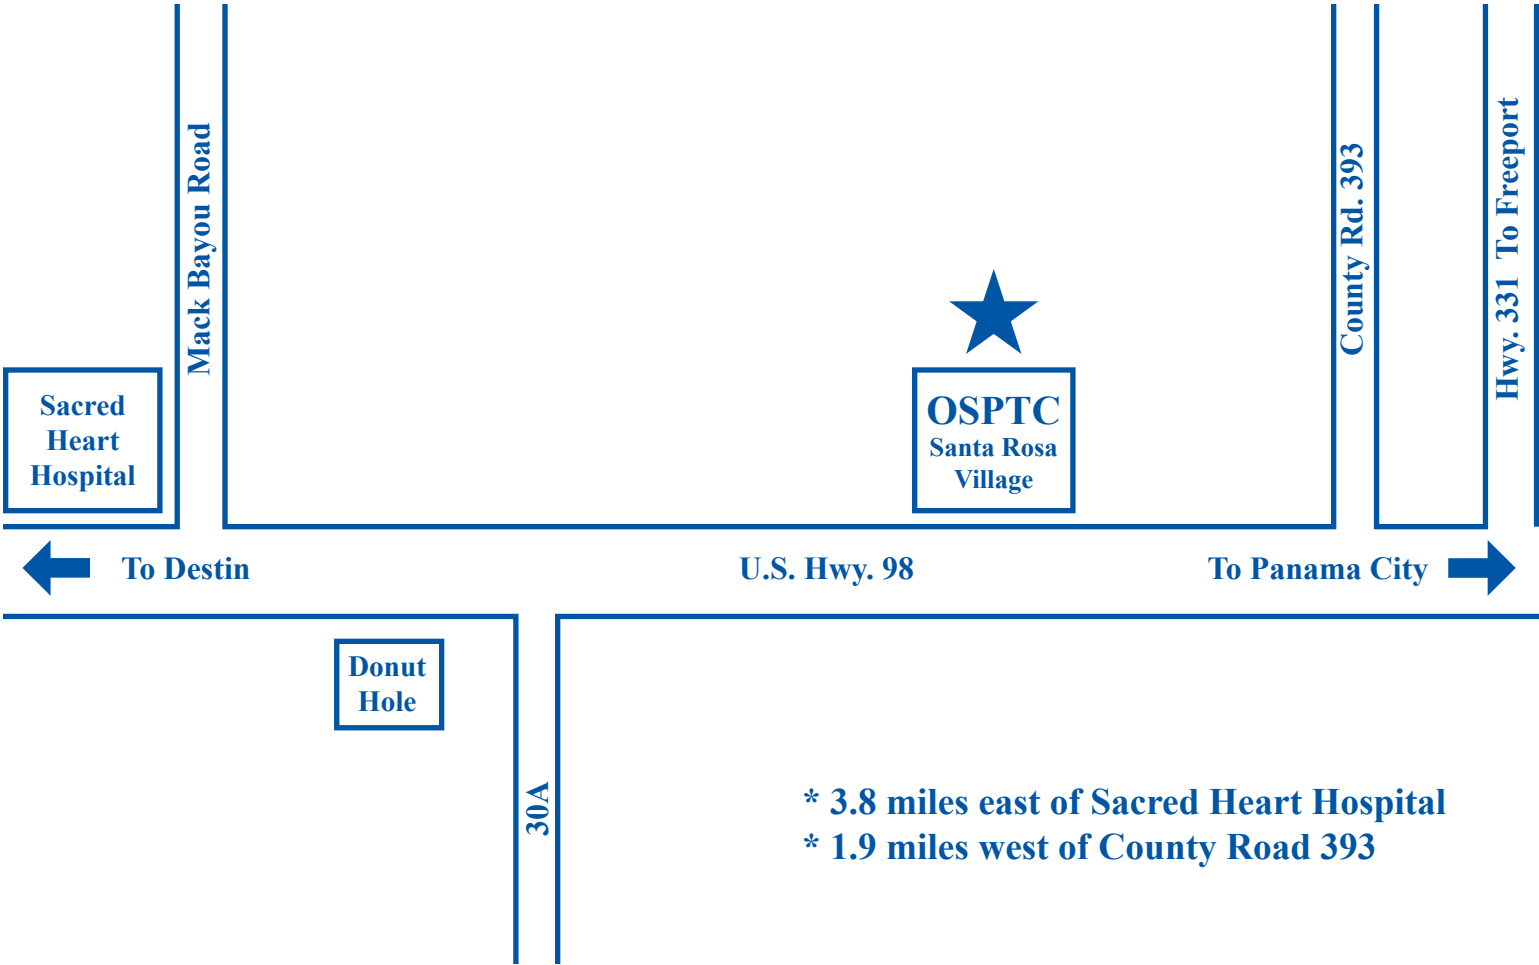 Mack Bayou Road
County Rd. 393
Hwy. 331 To Freeport
Sacred
Heart
Hospital
OSPTC
Santa Rosa
Village
To Destin
U.S. Hwy. 98
To Panama City
Donut
Hole
30A
* 3.8 miles east of Sacred Heart Hospital
* 1.9 miles west of County Road 393